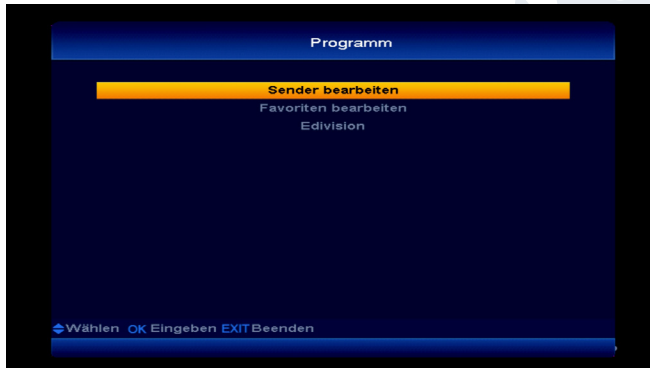 Programm
Sender bearbeiten
Favoriten bearbeiten
Edivision
Wählen OK Eingeben EXIT Beenden